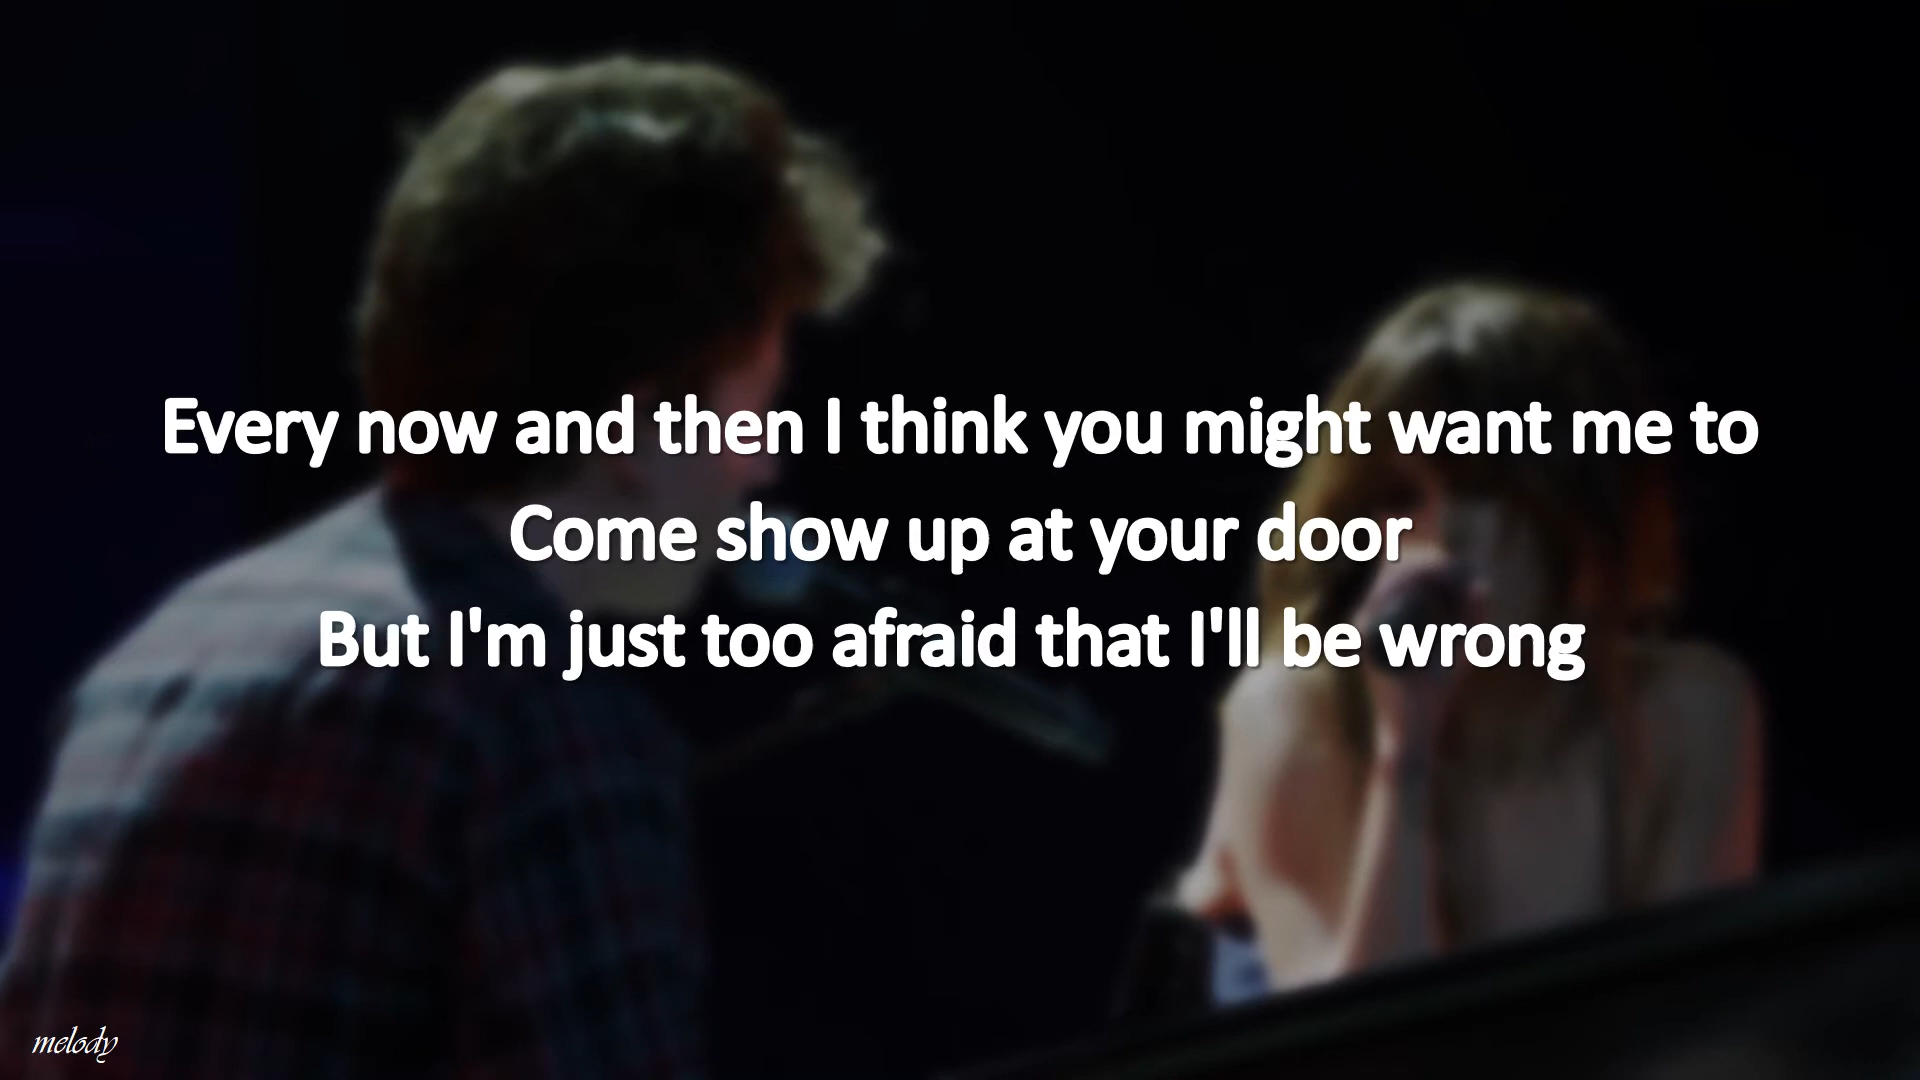 Every now and then I think you might want me to
Come show up at your door
But I'm just too afraid that I'll be wrong
melody